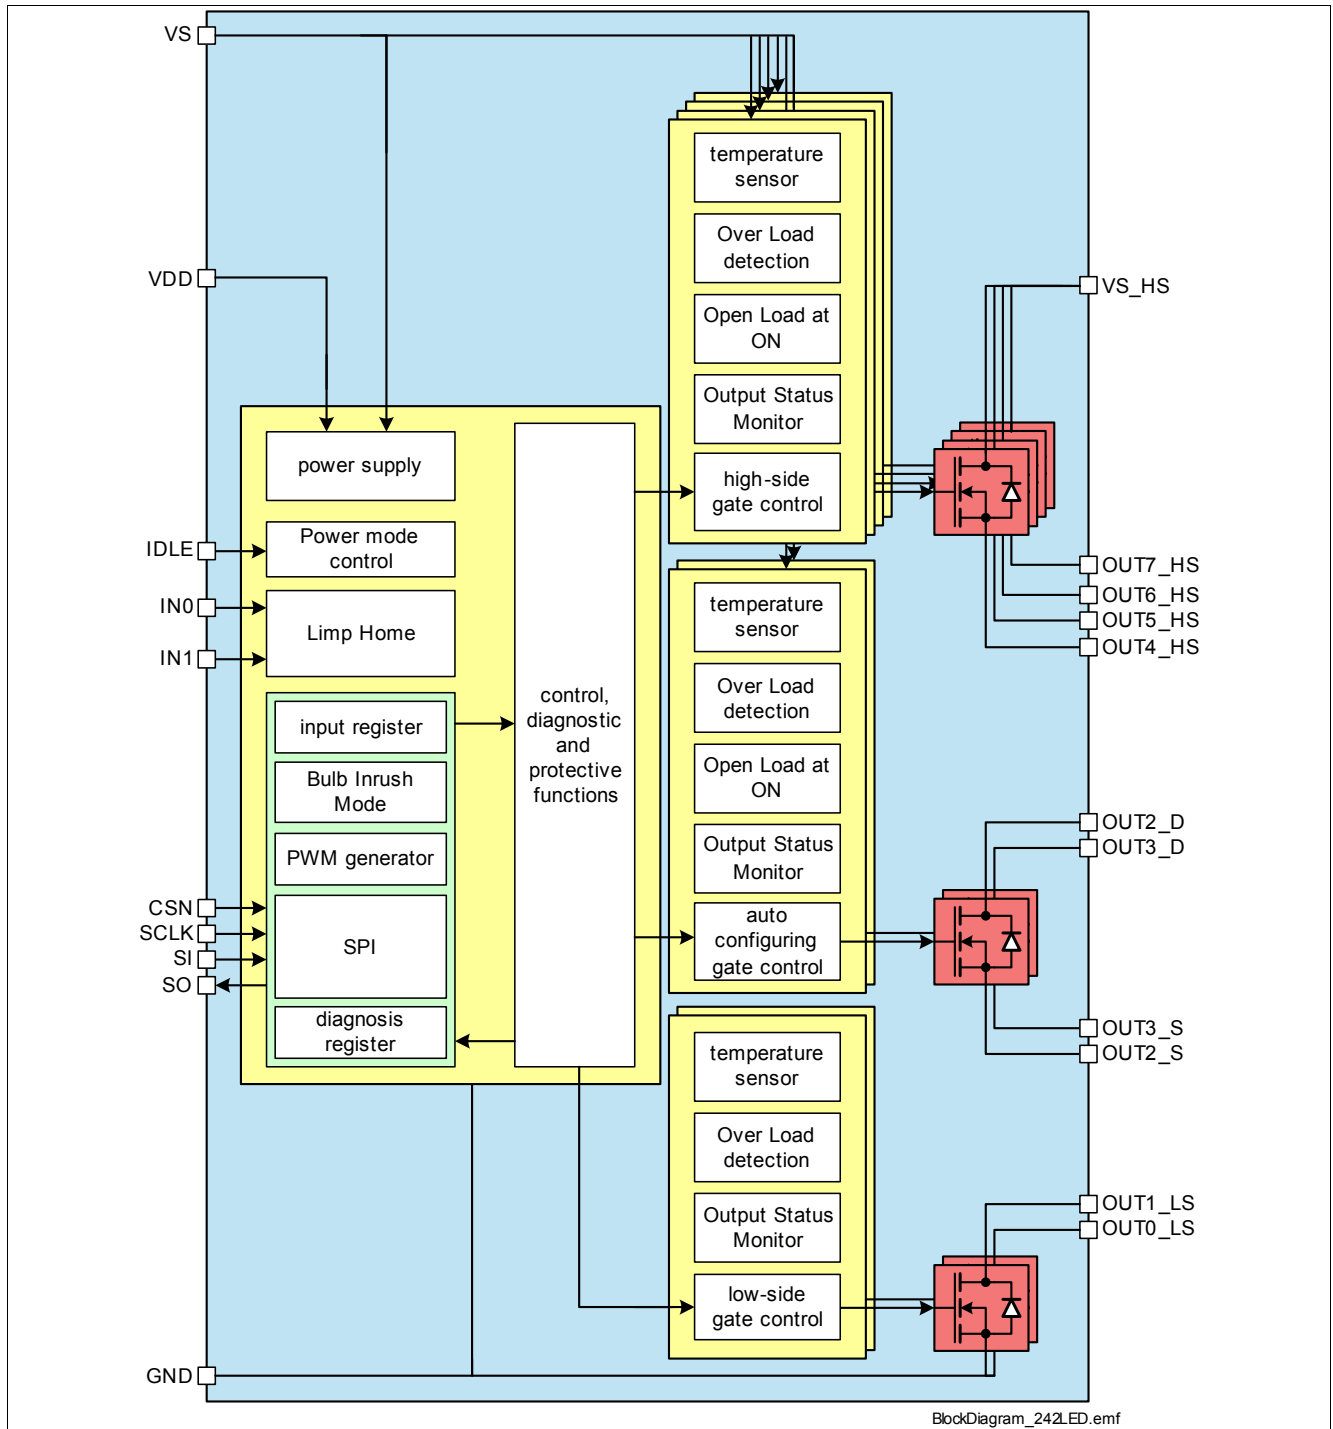 VS
VDD
IDLE
IN0
IN1
CSN
SCLK
SI
SO
GND
power supply
Power mode
control
Limp Home
input register
Bulb Inrush
Mode
PWM generator
SPI
diagnosis
register
control,
diagnostic
and
protective
functions
temperature
sensor
Over Load
detection
Open Load at
ON
Output Status
Monitor
high-side
gate control
temperature
sensor
Over Load
detection
Open Load at
ON
Output Status
Monitor
auto
configuring
gate control
temperature
sensor
Over Load
detection
Output Status
Monitor
low-side
gate control
VS_HS
OUT7_HS
OUT6_HS
OUT5_HS
OUT4_HS
OUT2_D
OUT3_D
OUT3_S
OUT2_S
OUT1_LS
OUT0_LS
BlockDiagram_242LED.emf